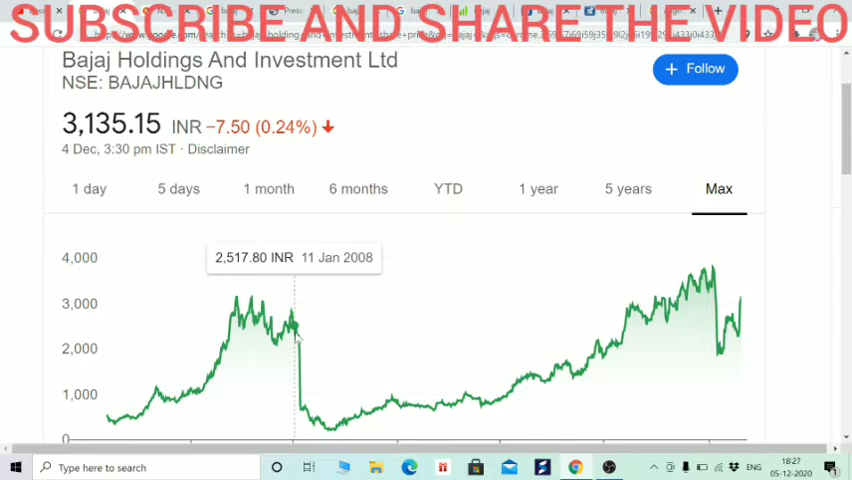 SUBSCRIBE AND SHARE THE VIDEO
Bajaj Holdings And Investment Ltd
NSE: BAJAJHLDNG
+ Follow
3,135.15 INR −7.50 (0.24%)
4 Dec, 3:30 pm IST · Disclaimer
1 day 5 days 1 month 6 months YTD 1 year 5 years Max
2,517.80 INR 11 Jan 2008
4,000
3,000
2,000
1,000
0
Type here to search
ENG
18:27
05-12-2020